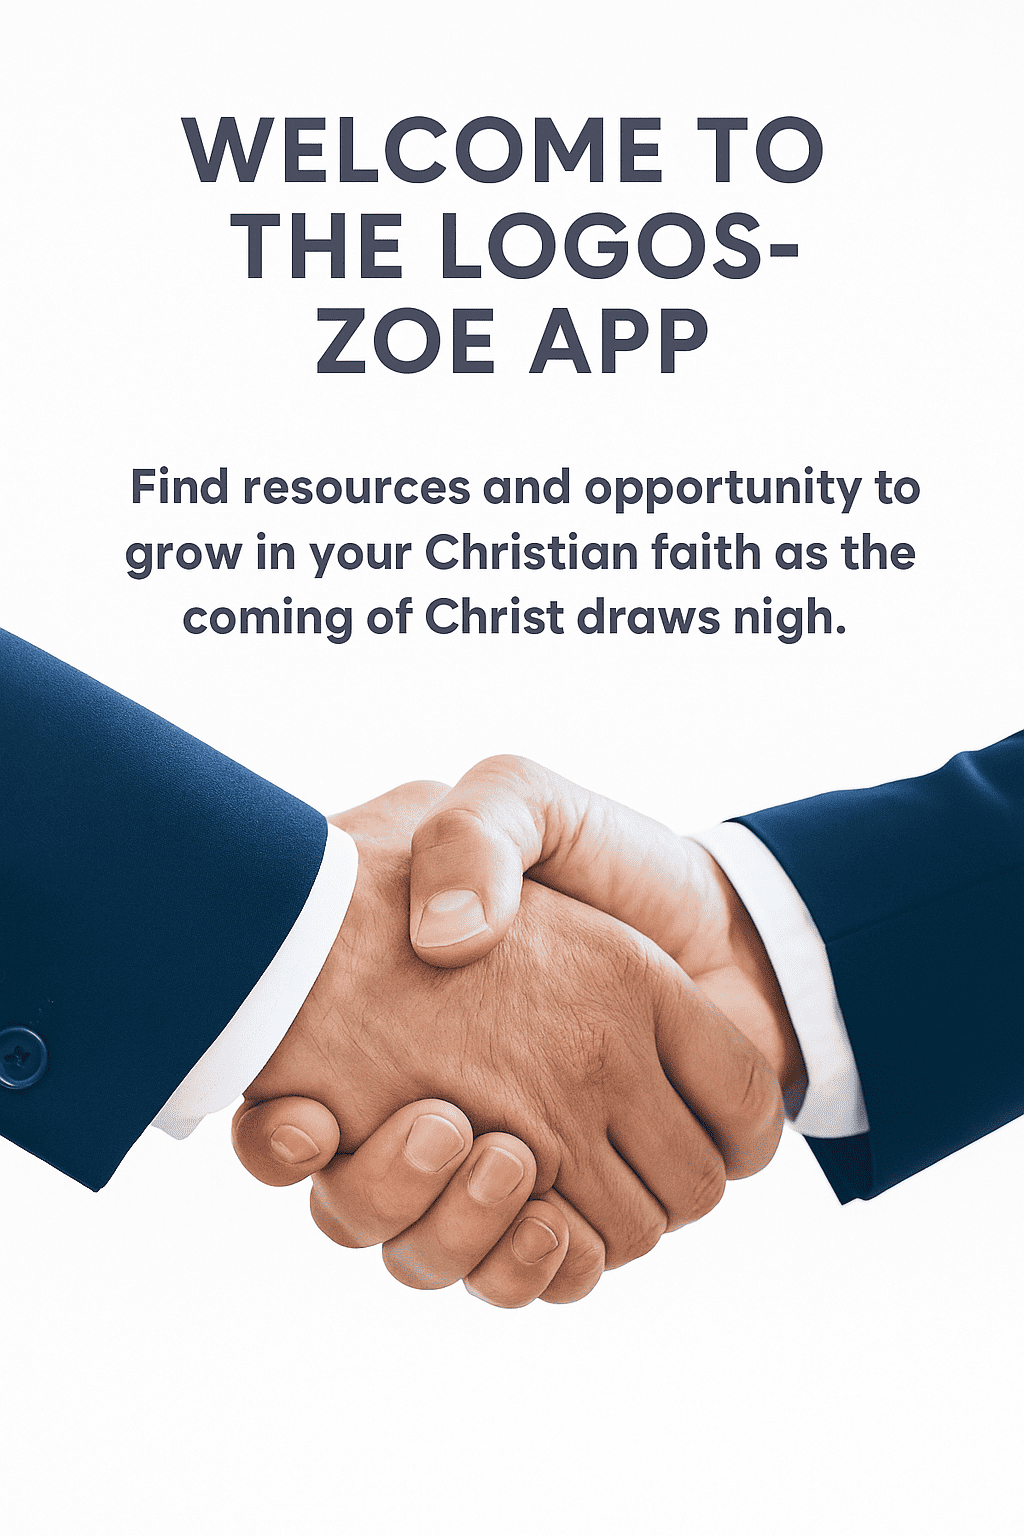 WELCOME TO
THE LOGOS-
ZOE APP
Find resources and opportunity to
grow in your Christian faith as the
coming of Christ draws nigh.